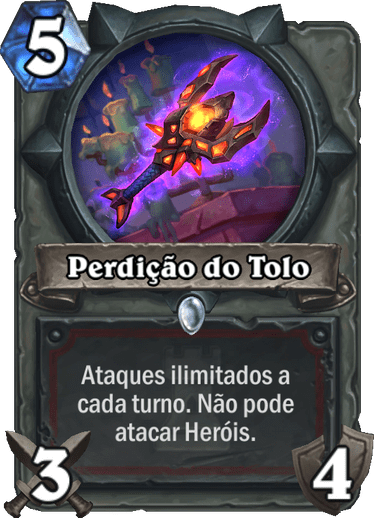 5
Perdição do Tolo
Ataques ilimitados a
cada turno. Não pode
atacar Heróis.
3
4